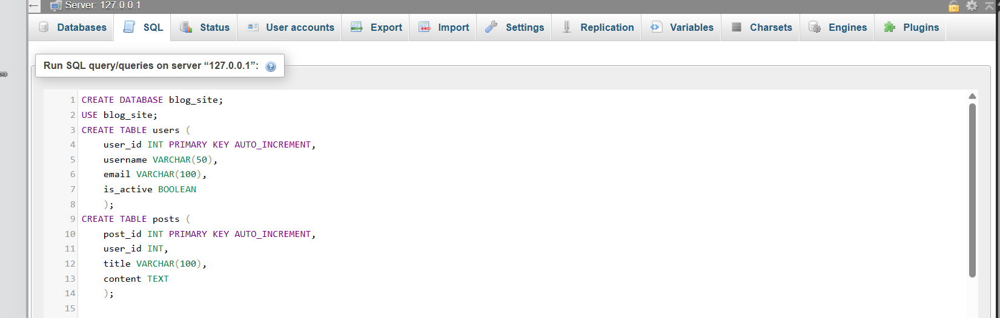 Server: 127.0.0.1
Databases SQL Status User accounts Export Import Settings Replication Variables Charsets Engines Plugins
Run SQL query/queries on server “127.0.0.1”:
1 CREATE DATABASE blog_site;
2 USE blog_site;
3 CREATE TABLE users (
4     user_id INT PRIMARY KEY AUTO_INCREMENT,
5     username VARCHAR(50),
6     email VARCHAR(100),
7     is_active BOOLEAN
8     );
9 CREATE TABLE posts (
10     post_id INT PRIMARY KEY AUTO_INCREMENT,
11     user_id INT,
12     title VARCHAR(100),
13     content TEXT
14     );
15